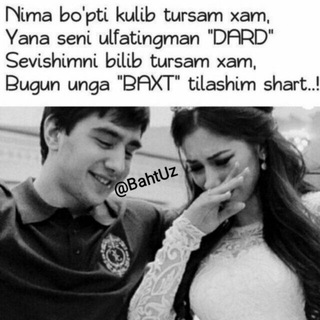 Nima bo'pti kulib tursam xam,
Yana seni ulfatingman "DARD"
Sevishimni bilib tursam xam,
Bugun unga "BAXT" tilashim shart..!
@BahtUz